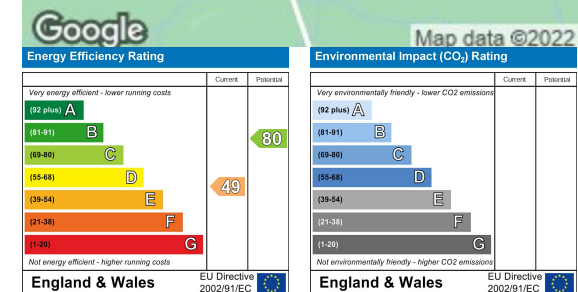 Google
Map data ©2022
Energy Efficiency Rating
Current Potential
Very energy efficient - lower running costs
(92 plus) A
(81-91) B
80
(69-80) C
(55-68) D
49
(39-54) E
(21-38) F
(1-20) G
Not energy efficient - higher running costs
England & Wales
EU Directive
2002/91/EC
Environmental Impact (CO₂) Rating
Current Potential
Very environmentally friendly - lower CO2 emissions
(92 plus) A
(81-91) B
(69-80) C
(55-68) D
(39-54) E
(21-38) F
(1-20) G
Not environmentally friendly - higher CO2 emissions
England & Wales
EU Directive
2002/91/EC